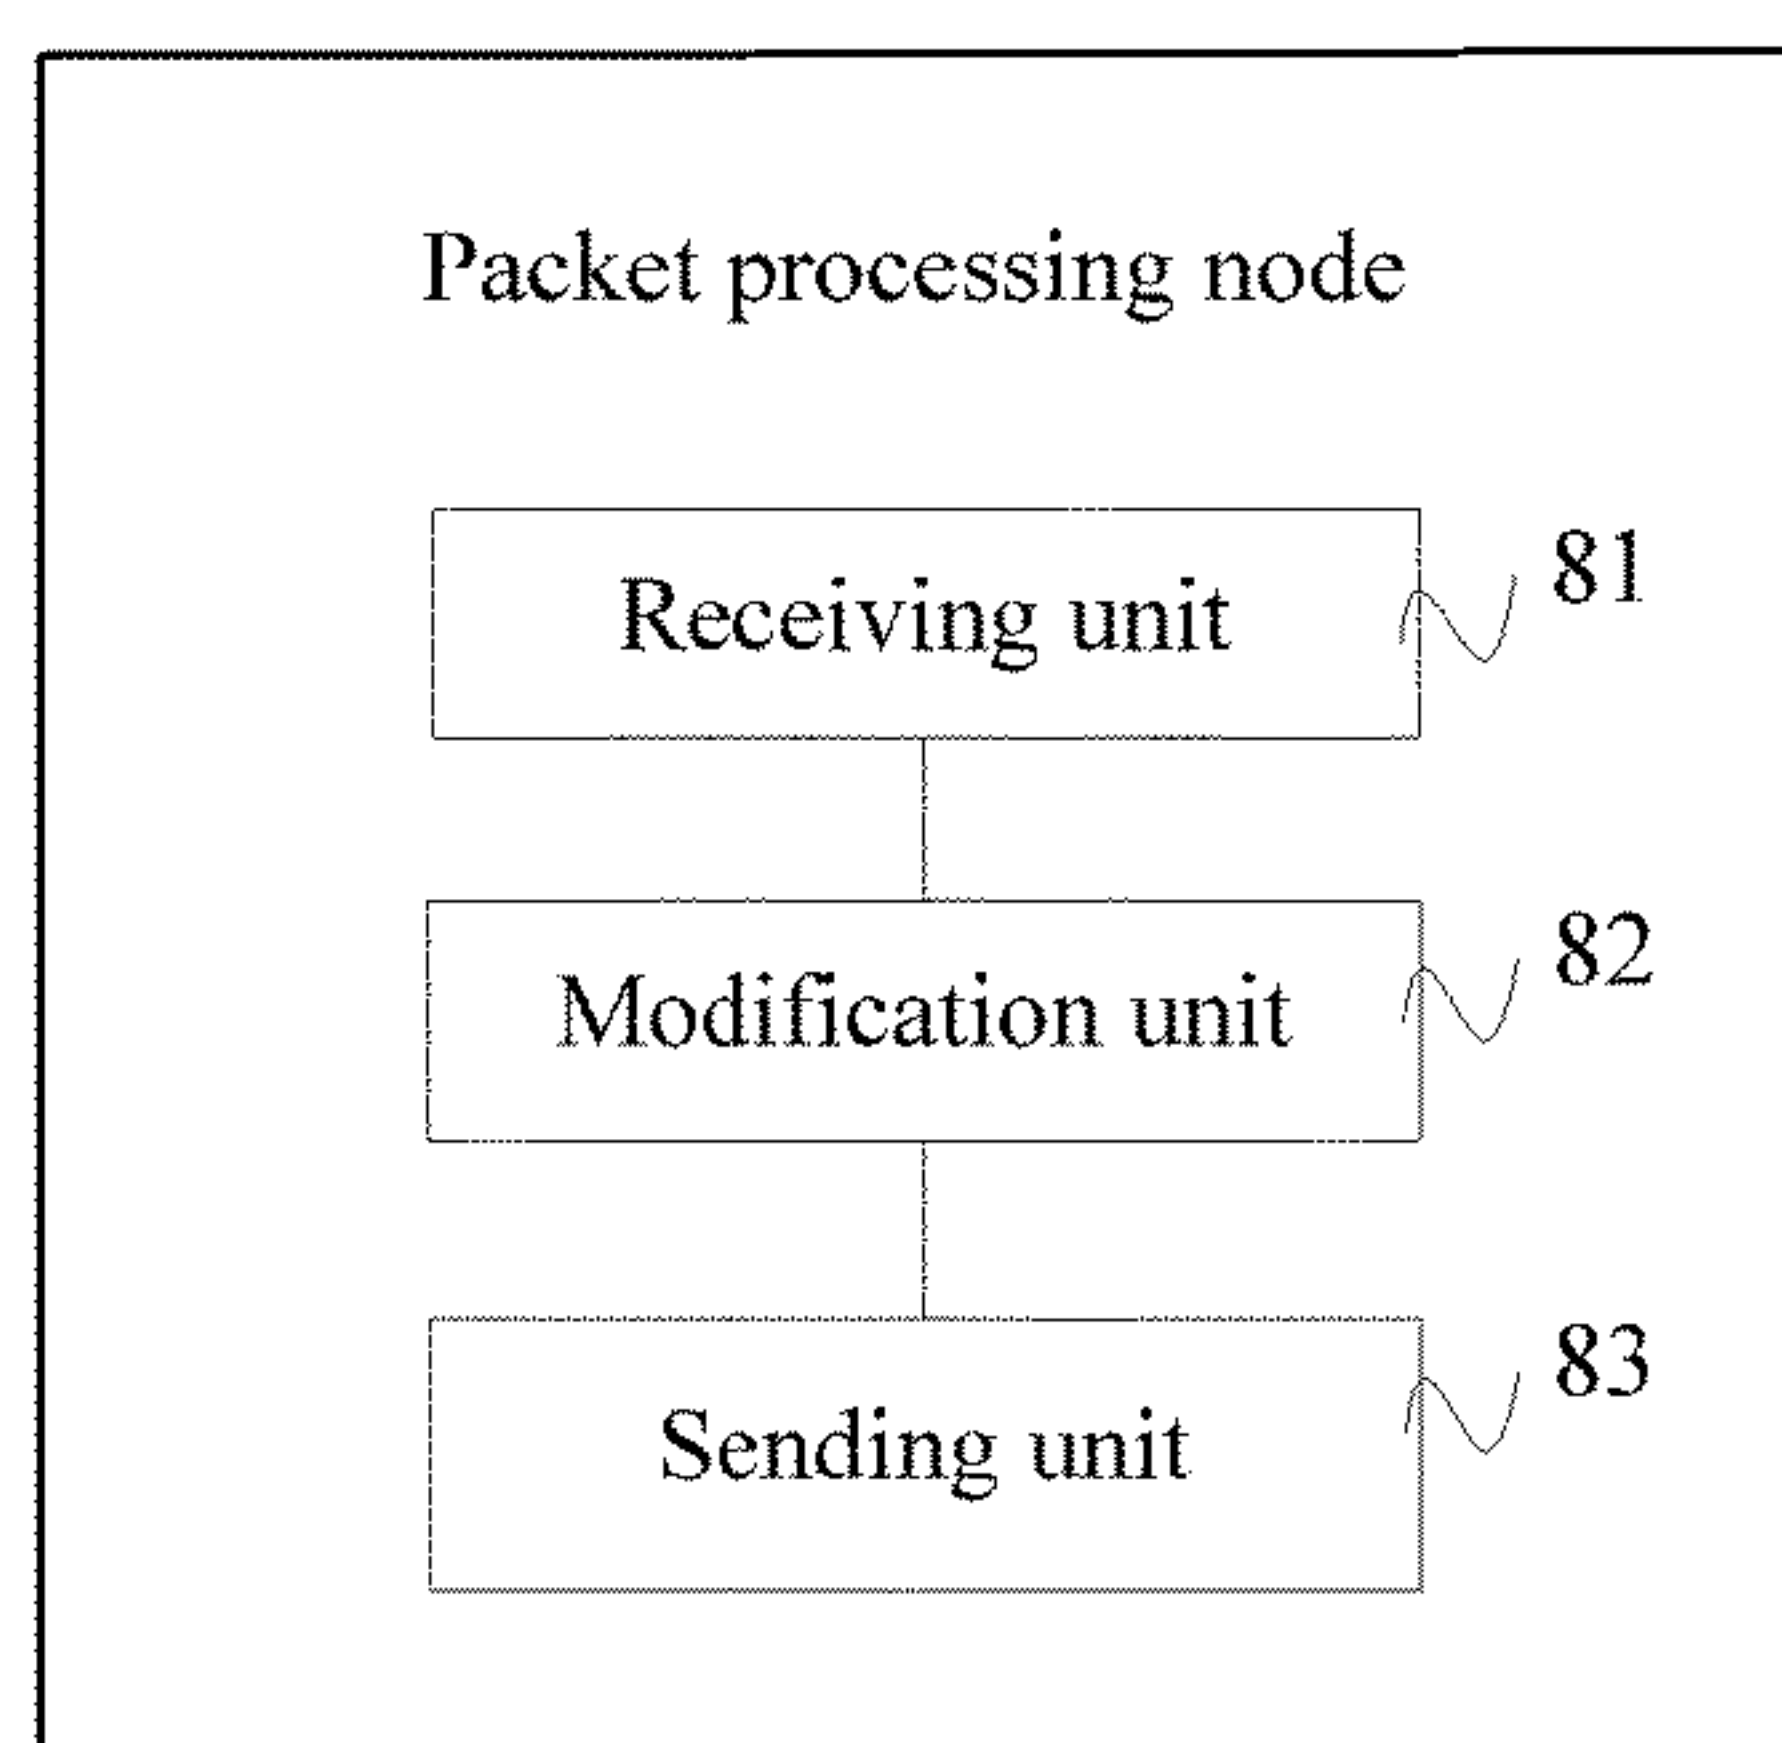 Packet processing node
Receiving unit
81
Modification unit
82
Sending unit
83